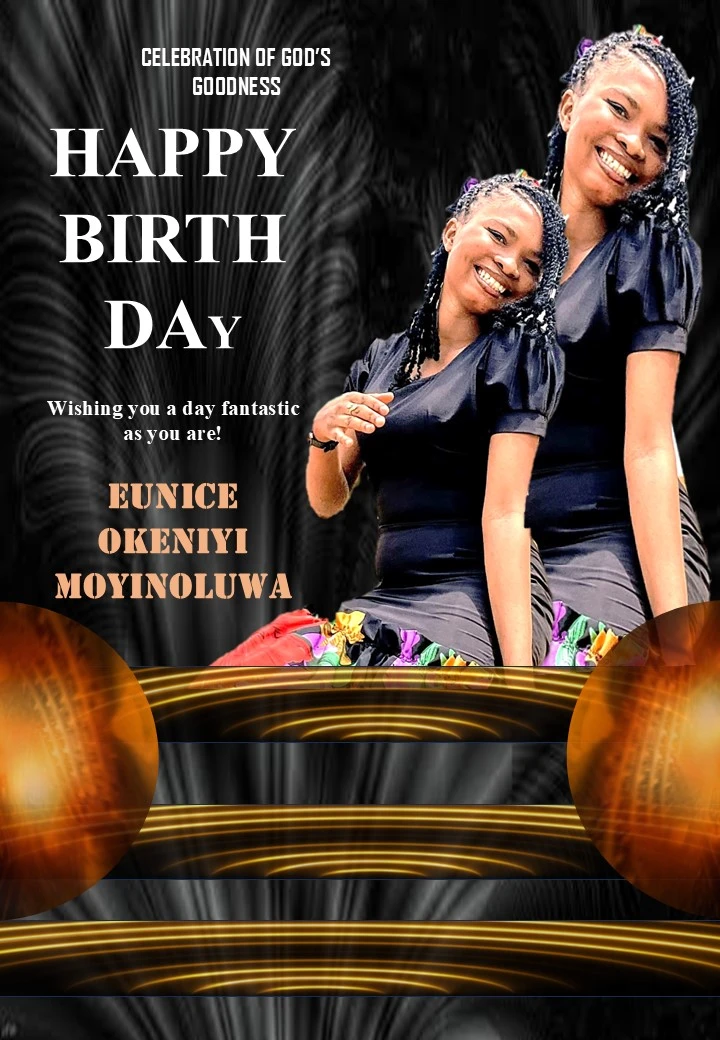 CELEBRATION OF GOD'S
GOODNESS
HAPPY
BIRTH
DAY
Wishing you a day fantastic
as you are!
EUNICE
OKENIYI
MOYINOLUWA